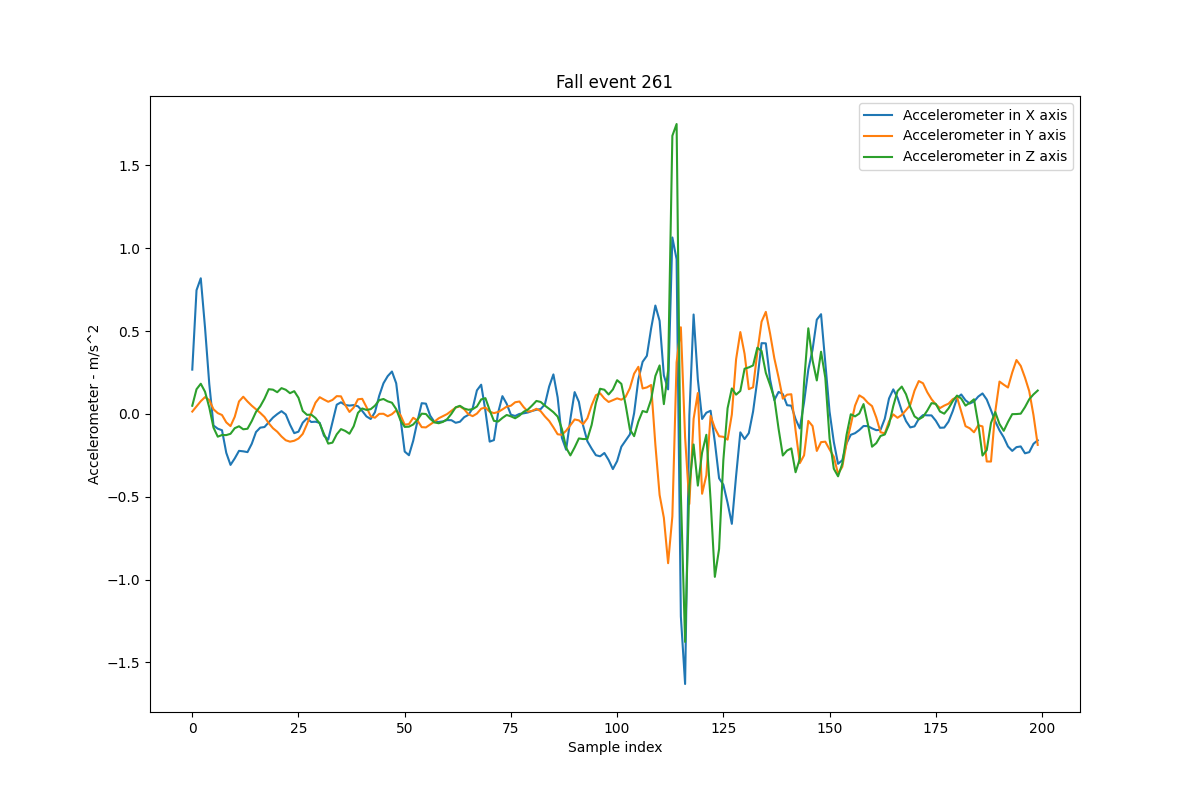 Fall event 261
Accelerometer in X axis
Accelerometer in Y axis
Accelerometer in Z axis
Accelerometer - m/s^2
1.5
1.0
0.5
0.0
−0.5
−1.0
−1.5
0 25 50 75 100 125 150 175 200
Sample index